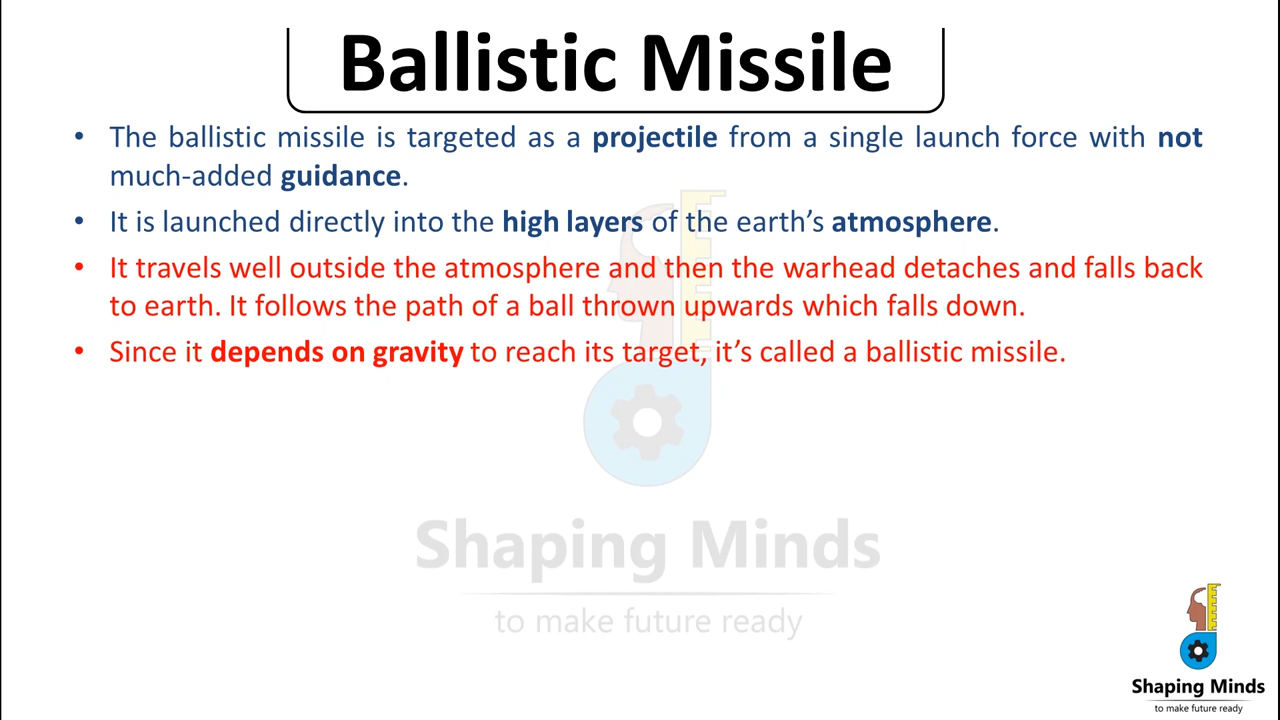 Ballistic Missile
• The ballistic missile is targeted as a projectile from a single launch force with not
much-added guidance.
• It is launched directly into the high layers of the earth’s atmosphere.
• It travels well outside the atmosphere and then the warhead detaches and falls back
to earth. It follows the path of a ball thrown upwards which falls down.
• Since it depends on gravity to reach its target, it’s called a ballistic missile.
Shaping Minds
to make future ready
Shaping Minds
to make future ready